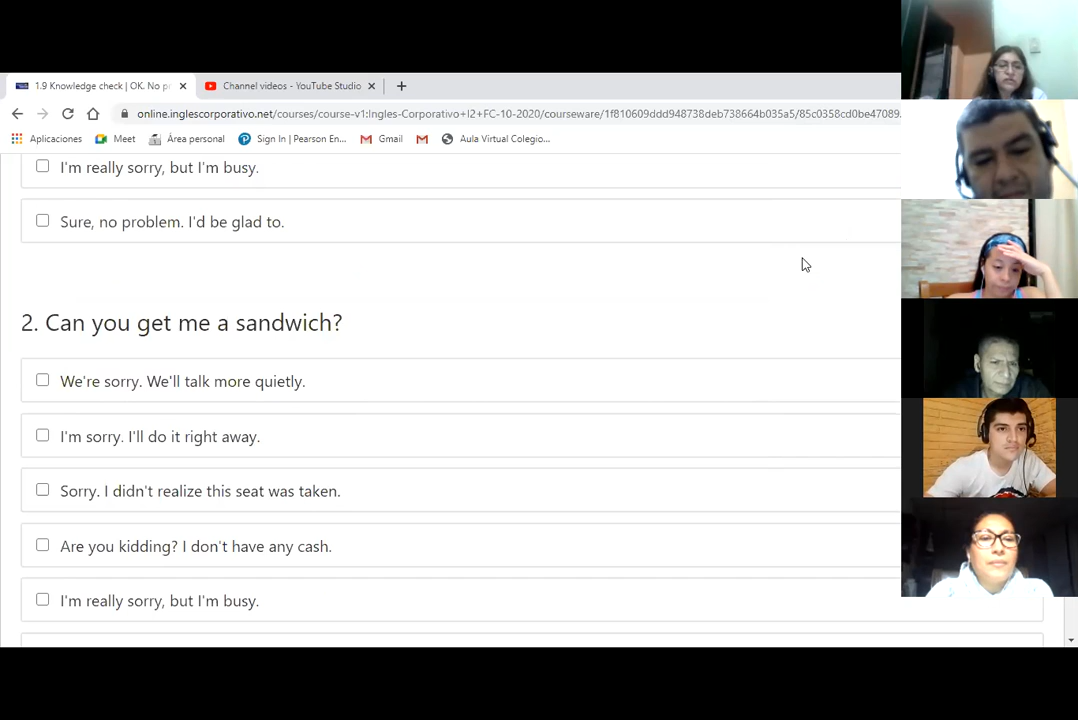 1.9 Knowledge check | OK. No pr
Channel videos - YouTube Studio
online.inglescorporativo.net/courses/course-v1:Ingles-Corporativo+I2+FC-10-2020/courseware/1f810609ddd948738deb738664b035a5/85c0358cd0be47089.
Aplicaciones
Meet
Área personal
Sign In | Pearson En...
Gmail
Aula Virtual Colegio...
I'm really sorry, but I'm busy.
Sure, no problem. I'd be glad to.
2. Can you get me a sandwich?
We're sorry. We'll talk more quietly.
I'm sorry. I'll do it right away.
Sorry. I didn't realize this seat was taken.
Are you kidding? I don't have any cash.
I'm really sorry, but I'm busy.